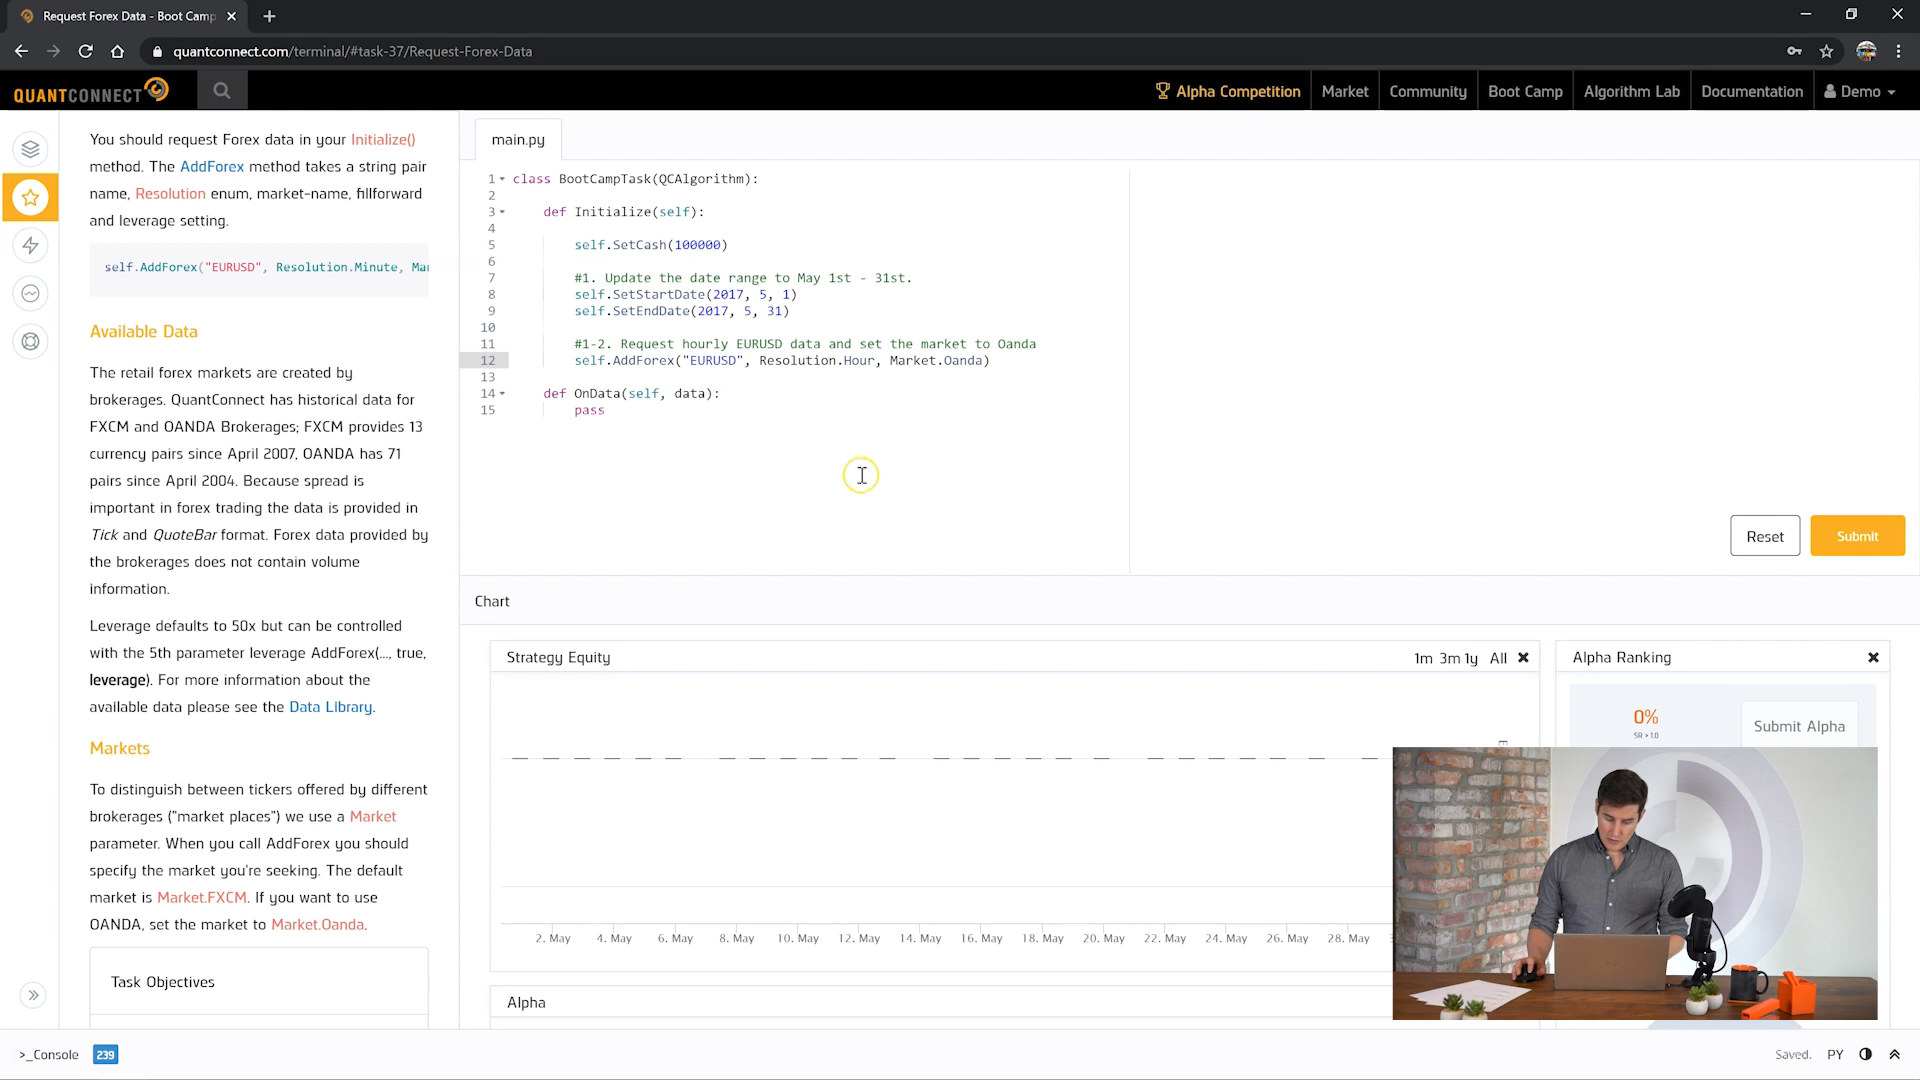 Request Forex Data - Boot Camp
quantconnect.com/terminal/#task-37/Request-Forex-Data
QUANTCONNECT
Alpha Competition
Market
Community
Boot Camp
Algorithm Lab
Documentation
Demo
You should request Forex data in your Initialize()
method. The AddForex method takes a string pair
name, Resolution enum, market-name, fillforward
and leverage setting.
self.AddForex("EURUSD", Resolution.Minute, Mar
Available Data
The retail forex markets are created by
brokerages. QuantConnect has historical data for
FXCM and OANDA Brokerages; FXCM provides 13
currency pairs since April 2007, OANDA has 71
pairs since April 2004. Because spread is
important in forex trading the data is provided in
Tick and QuoteBar format. Forex data provided by
the brokerages does not contain volume
information.
Leverage defaults to 50x but can be controlled
with the 5th parameter leverage AddForex(..., true,
leverage). For more information about the
available data please see the Data Library.
Markets
To distinguish between tickers offered by different
brokerages ("market places") we use a Market
parameter. When you call AddForex you should
specify the market you're seeking. The default
market is Market.FXCM. If you want to use
OANDA, set the market to Market.Oanda.
Task Objectives
main.py
1 class BootCampTask(QCAlgorithm):
2
3 def Initialize(self):
4
5 self.SetCash(100000)
6
7 #1. Update the date range to May 1st - 31st.
8 self.SetStartDate(2017, 5, 1)
9 self.SetEndDate(2017, 5, 31)
10
11 #1-2. Request hourly EURUSD data and set the market to Oanda
12 self.AddForex("EURUSD", Resolution.Hour, Market.Oanda)
13
14 def OnData(self, data):
15 pass
Reset
Submit
Chart
Strategy Equity
1m 3m 1y All
2. May 4. May 6. May 8. May 10. May 12. May 14. May 16. May 18. May 20. May 22. May 24. May 26. May 28. May
Alpha Ranking
0%
SR > 1.0
Submit Alpha
Alpha
>_Console 239
Saved. PY